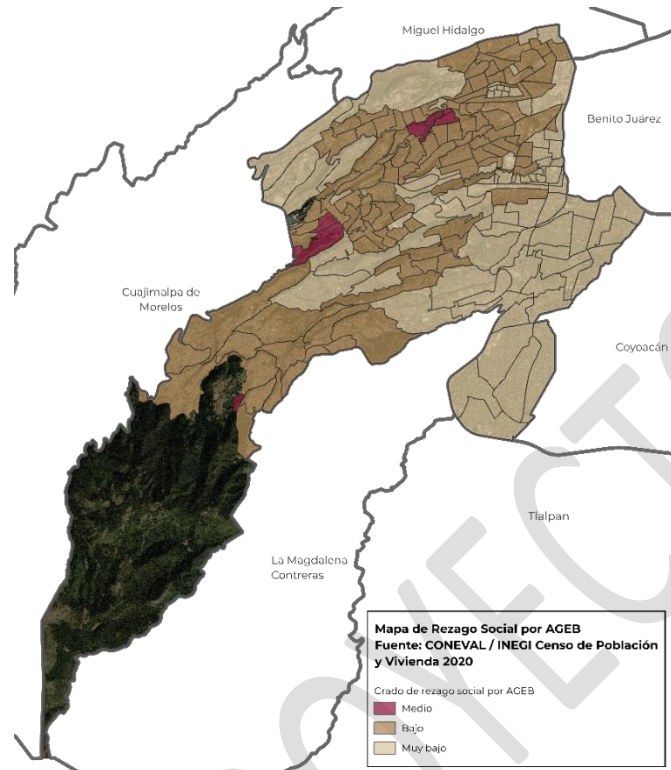 Miguel Hidalgo
Benito Juárez
Cuajimalpa de
Morelos
Coyoacán
Tlalpan
La Magdalena
Contreras
Mapa de Rezago Social por AGEB
Fuente: CONEVAL / INEGI Censo de Población
y Vivienda 2020
Grado de rezago social por AGEB
Medio
Bajo
Muy bajo
OYECT